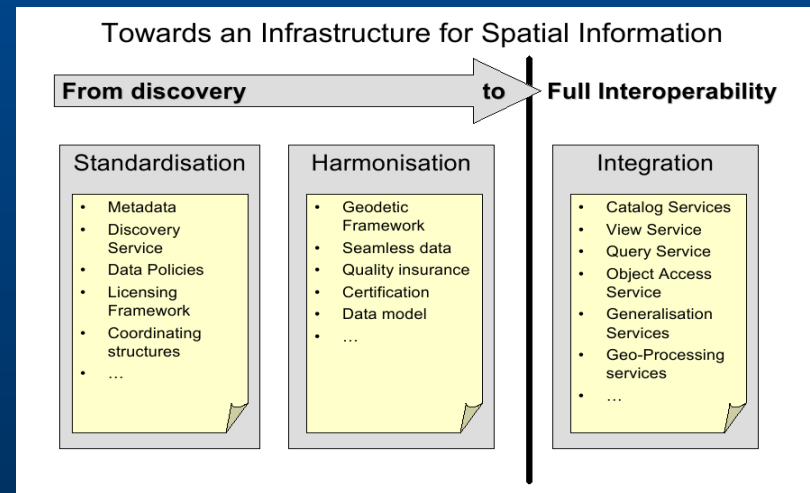 Towards an Infrastructure for Spatial Information
From discovery to Full Interoperability
Standardisation
• Metadata
• Discovery
Service
• Data Policies
• Licensing
Framework
• Coordinating
structures
• …
Harmonisation
• Geodetic
Framework
• Seamless data
• Quality insurance
• Certification
• Data model
• …
Integration
• Catalog Services
• View Service
• Query Service
• Object Access
Service
• Generalisation
Services
• Geo-Processing
services
• …